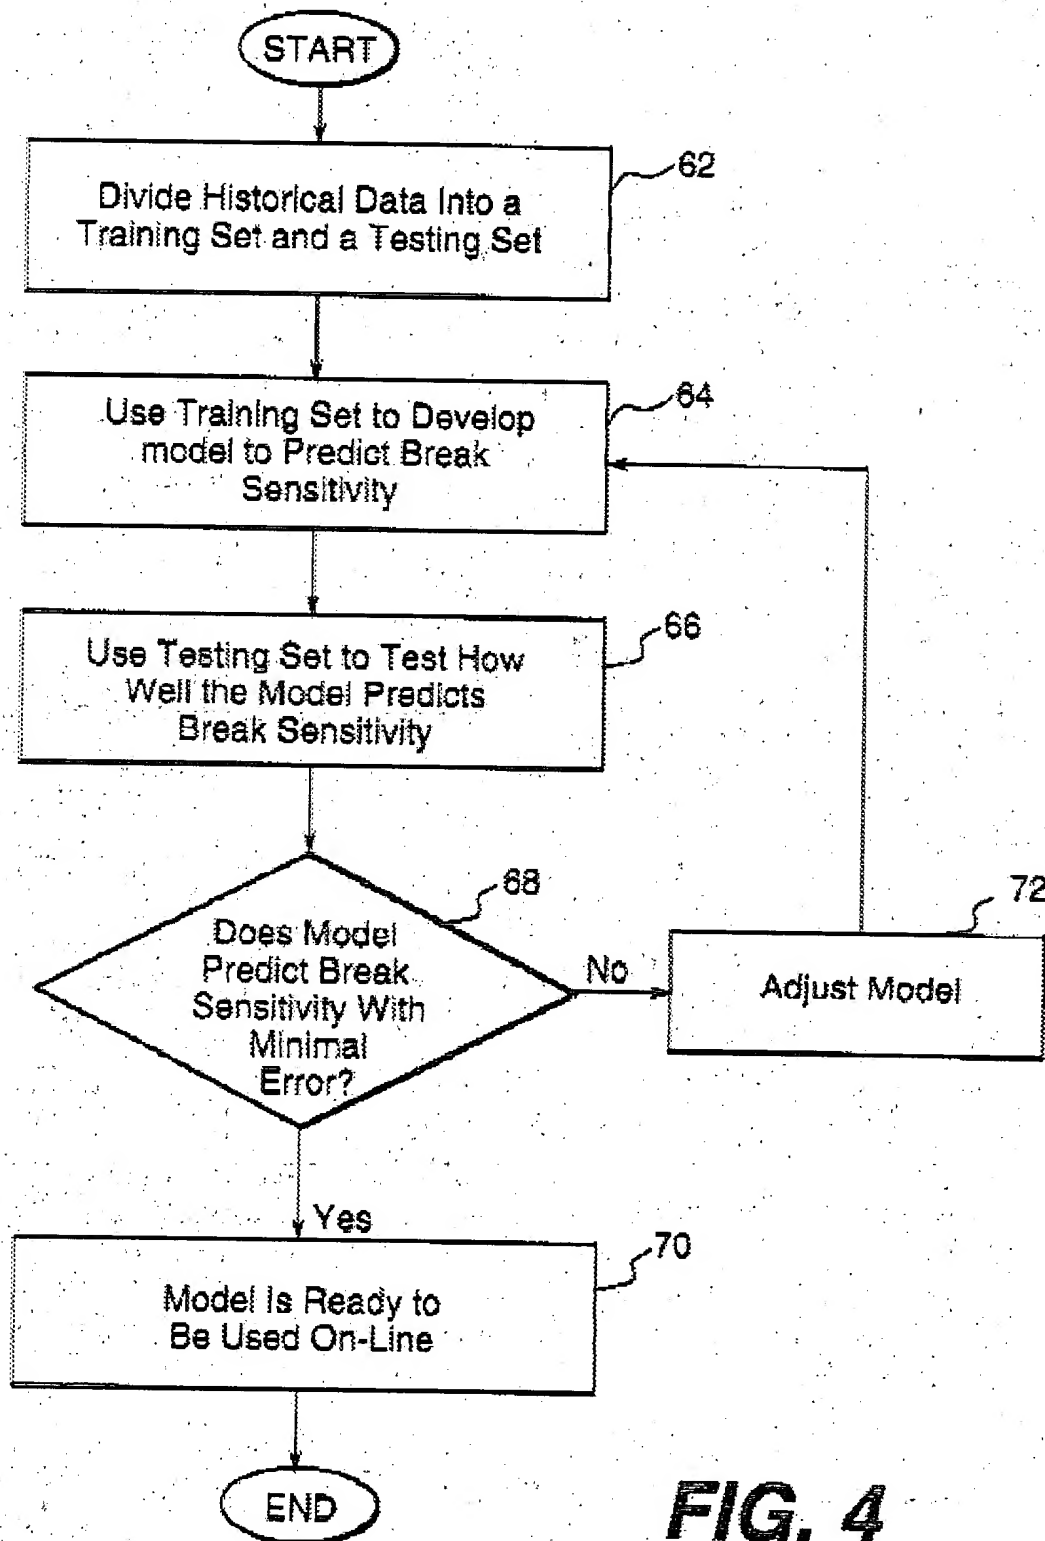 START
62
Divide Historical Data Into a
Training Set and a Testing Set
64
Use Training Set to Develop
model to Predict Break
Sensitivity
66
Use Testing Set to Test How
Well the Model Predicts
Break Sensitivity
68
Does Model
Predict Break
Sensitivity With
Minimal
Error?
No
72
Adjust Model
Yes
70
Model Is Ready to
Be Used On-Line
END
FIG. 4